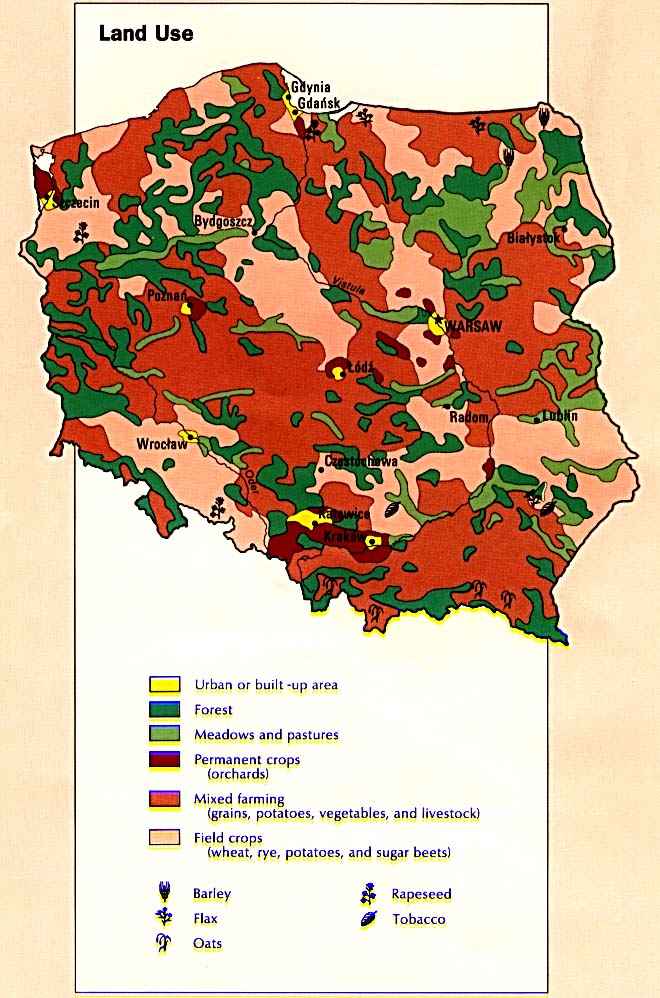 Land Use
Gdynia
Gdańsk
Szczecin
Bydgoszcz
Białystok
Vistula
Poznań
WARSAW
Łódź
Radom
Lublin
Wrocław
Częstochowa
Oder
Katowice
Kraków
Urban or built-up area
Forest
Meadows and pastures
Permanent crops
(orchards)
Mixed farming
(grains, potatoes, vegetables, and livestock)
Field crops
(wheat, rye, potatoes, and sugar beets)
Barley
Rapeseed
Flax
Tobacco
Oats